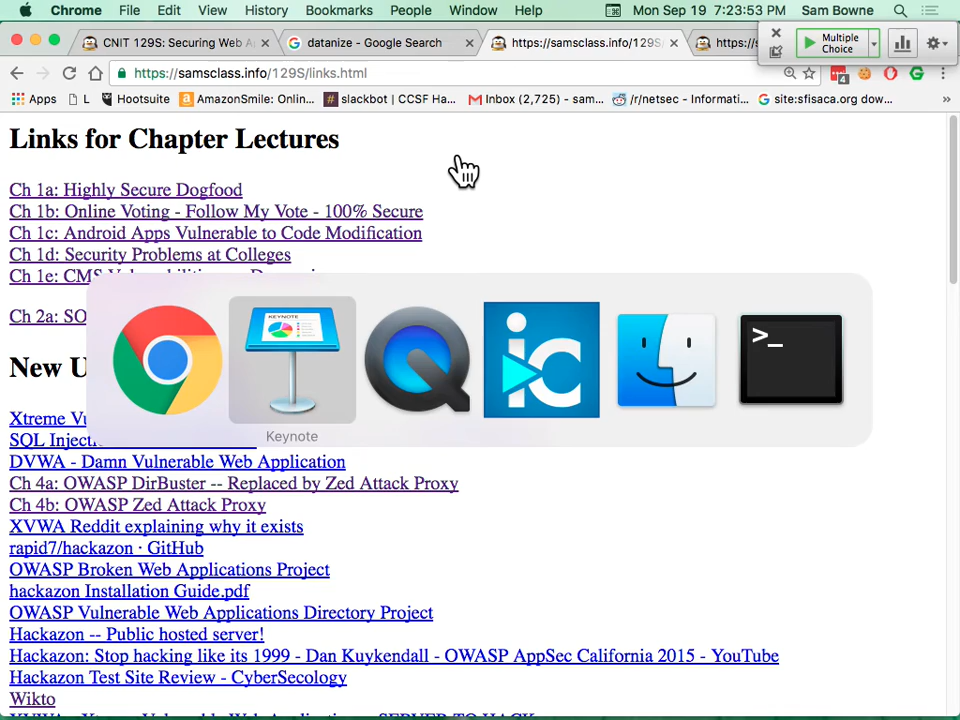 Chrome File Edit View History Bookmarks People Window Help Mon Sep 19 7:23:53 PM Sam Bowne
CNIT 129S: Securing Web A
datanize - Google Search
https://samsclass.info/129S
https://s
Multiple Choice
https://samsclass.info/129S/links.html
4
Apps L Hootsuite AmazonSmile: Onlin... slackbot | CCSF Ha... Inbox (2,725) - sam... /r/netsec - Informati... site:sfisaca.org dow... »
Links for Chapter Lectures
Ch 1a: Highly Secure Dogfood
Ch 1b: Online Voting - Follow My Vote - 100% Secure
Ch 1c: Android Apps Vulnerable to Code Modification
Ch 1d: Security Problems at Colleges
Ch 1e: CMS
Ch 2a: SO
New U
KEYNOTE
iC
>_
Keynote
Xtreme Vu
SQL Inject
DVWA - Damn Vulnerable Web Application
Ch 4a: OWASP DirBuster -- Replaced by Zed Attack Proxy
Ch 4b: OWASP Zed Attack Proxy
XVWA Reddit explaining why it exists
rapid7/hackazon · GitHub
OWASP Broken Web Applications Project
hackazon Installation Guide.pdf
OWASP Vulnerable Web Applications Directory Project
Hackazon -- Public hosted server!
Hackazon: Stop hacking like its 1999 - Dan Kuykendall - OWASP AppSec California 2015 - YouTube
Hackazon Test Site Review - CyberSecology
Wikto